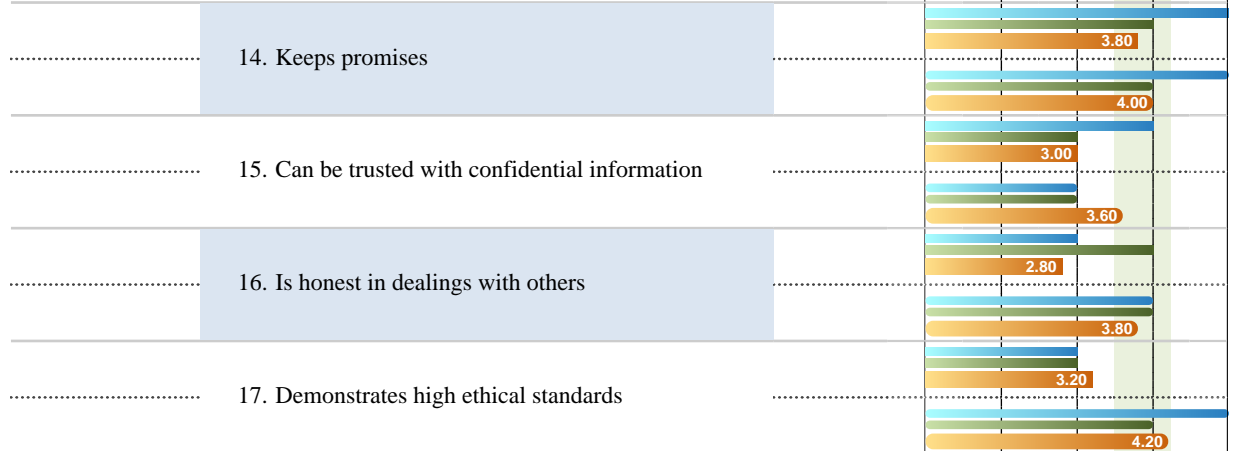 14. Keeps promises
3.80
4.00
15. Can be trusted with confidential information
3.00
3.60
16. Is honest in dealings with others
2.80
3.80
17. Demonstrates high ethical standards
3.20
4.20